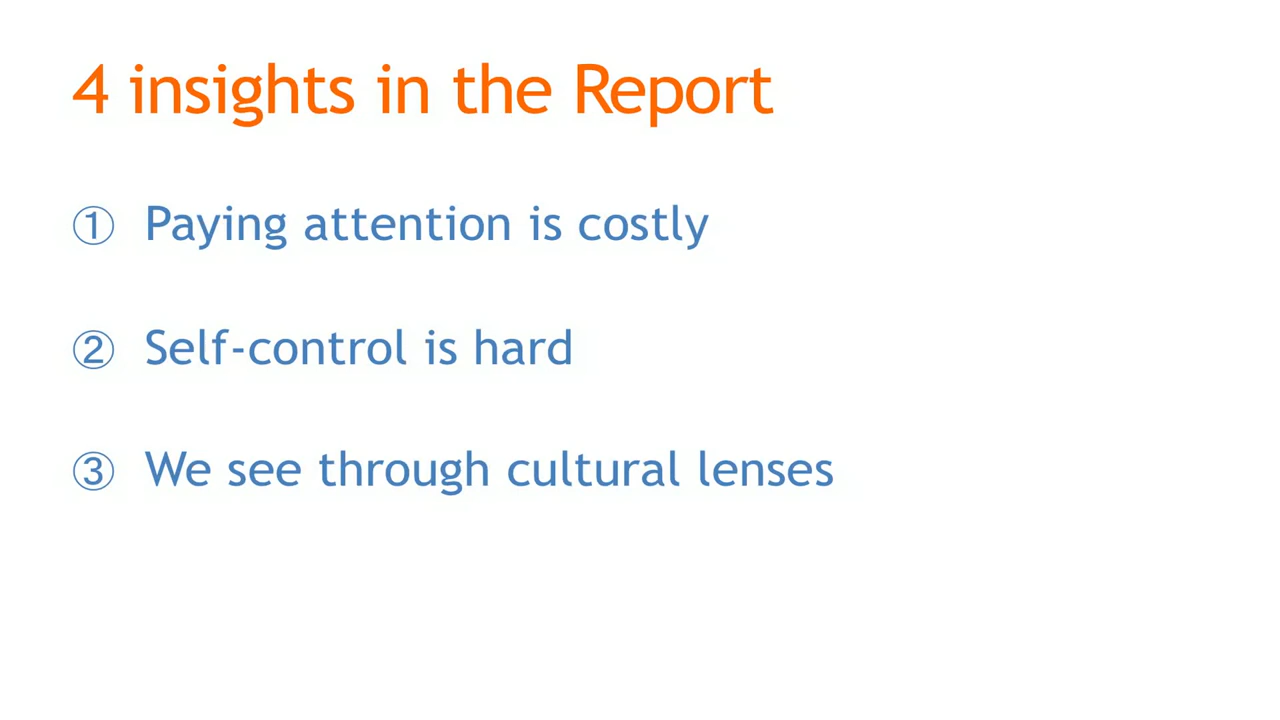 4 insights in the Report
① Paying attention is costly
② Self-control is hard
③ We see through cultural lenses